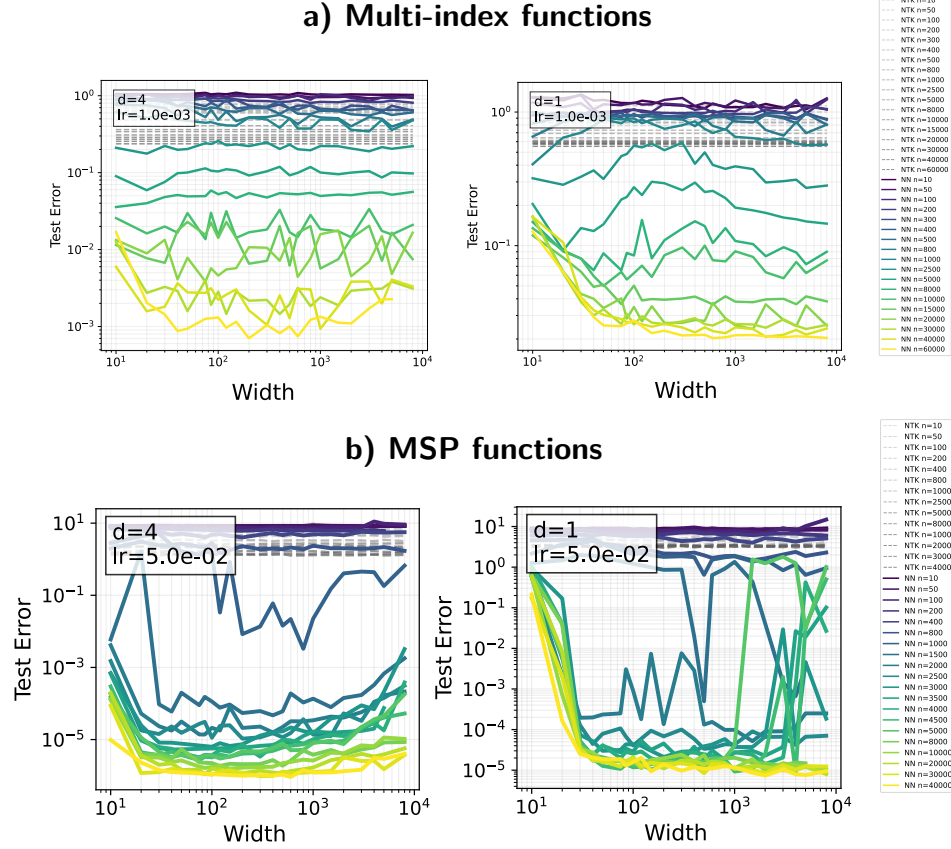 a) Multi-index functions
d=4
lr=1.0e-03
10⁰
10⁻¹
10⁻²
10⁻³
Test Error
10¹
10²
10³
10⁴
Width
d=1
lr=1.0e-03
10⁰
10⁻¹
Test Error
10¹
10²
10³
10⁴
Width
NTK n=50
NTK n=100
NTK n=200
NTK n=300
NTK n=400
NTK n=500
NTK n=800
NTK n=1000
NTK n=2500
NTK n=5000
NTK n=8000
NTK n=10000
NTK n=15000
NTK n=20000
NTK n=30000
NTK n=40000
NTK n=60000
NN n=10
NN n=50
NN n=100
NN n=200
NN n=300
NN n=400
NN n=500
NN n=800
NN n=1000
NN n=2500
NN n=5000
NN n=8000
NN n=10000
NN n=15000
NN n=20000
NN n=30000
NN n=40000
NN n=60000
b) MSP functions
d=4
lr=5.0e-02
10¹
10⁻¹
10⁻³
10⁻⁵
Test Error
10¹
10²
10³
10⁴
Width
d=1
lr=5.0e-02
10¹
10⁰
10⁻¹
10⁻²
10⁻³
10⁻⁴
10⁻⁵
Test Error
10¹
10²
10³
10⁴
Width
NTK n=10
NTK n=50
NTK n=100
NTK n=200
NTK n=400
NTK n=800
NTK n=1000
NTK n=2500
NTK n=5000
NTK n=8000
NTK n=1000
NTK n=2000
NTK n=3000
NTK n=4000
NN n=10
NN n=50
NN n=100
NN n=200
NN n=400
NN n=800
NN n=1000
NN n=1500
NN n=2000
NN n=2500
NN n=3000
NN n=3500
NN n=4000
NN n=4500
NN n=5000
NN n=8000
NN n=10000
NN n=20000
NN n=30000
NN n=40000